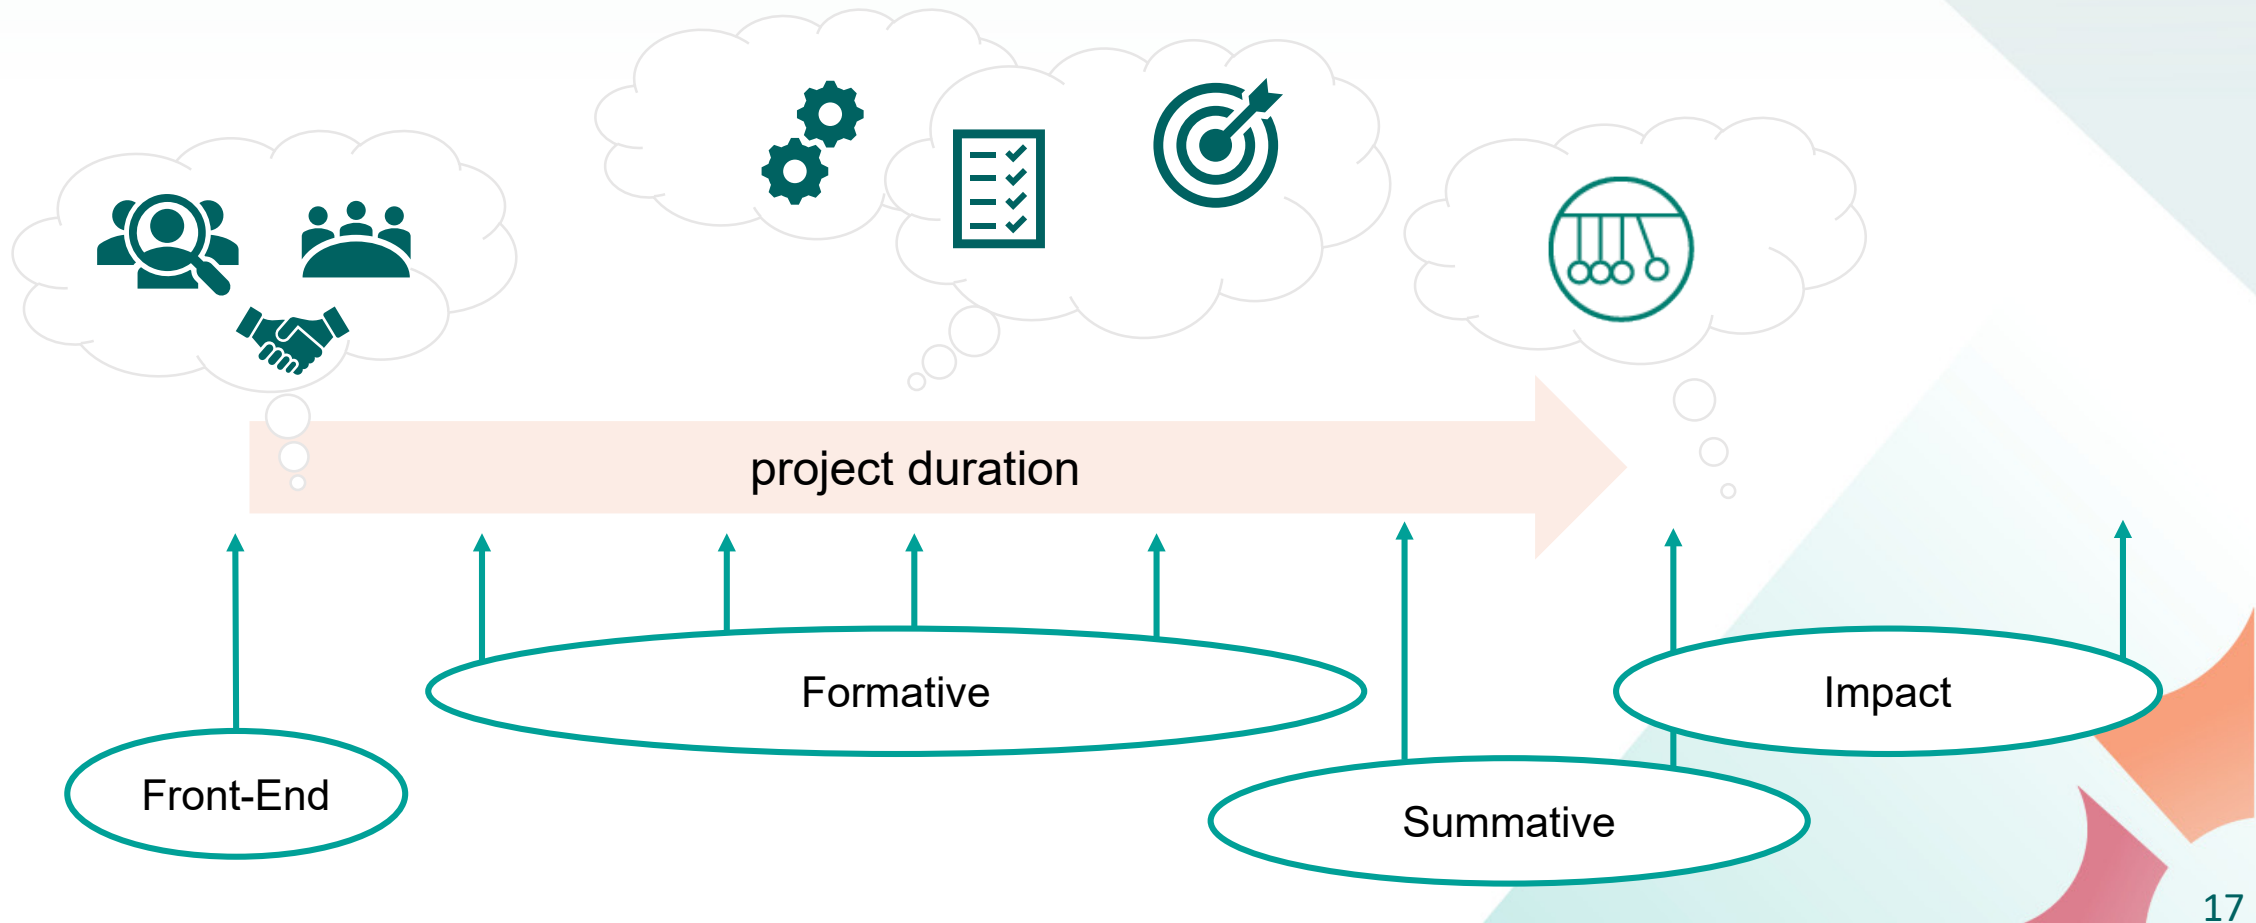 project duration
Formative
Impact
Front-End
Summative
17